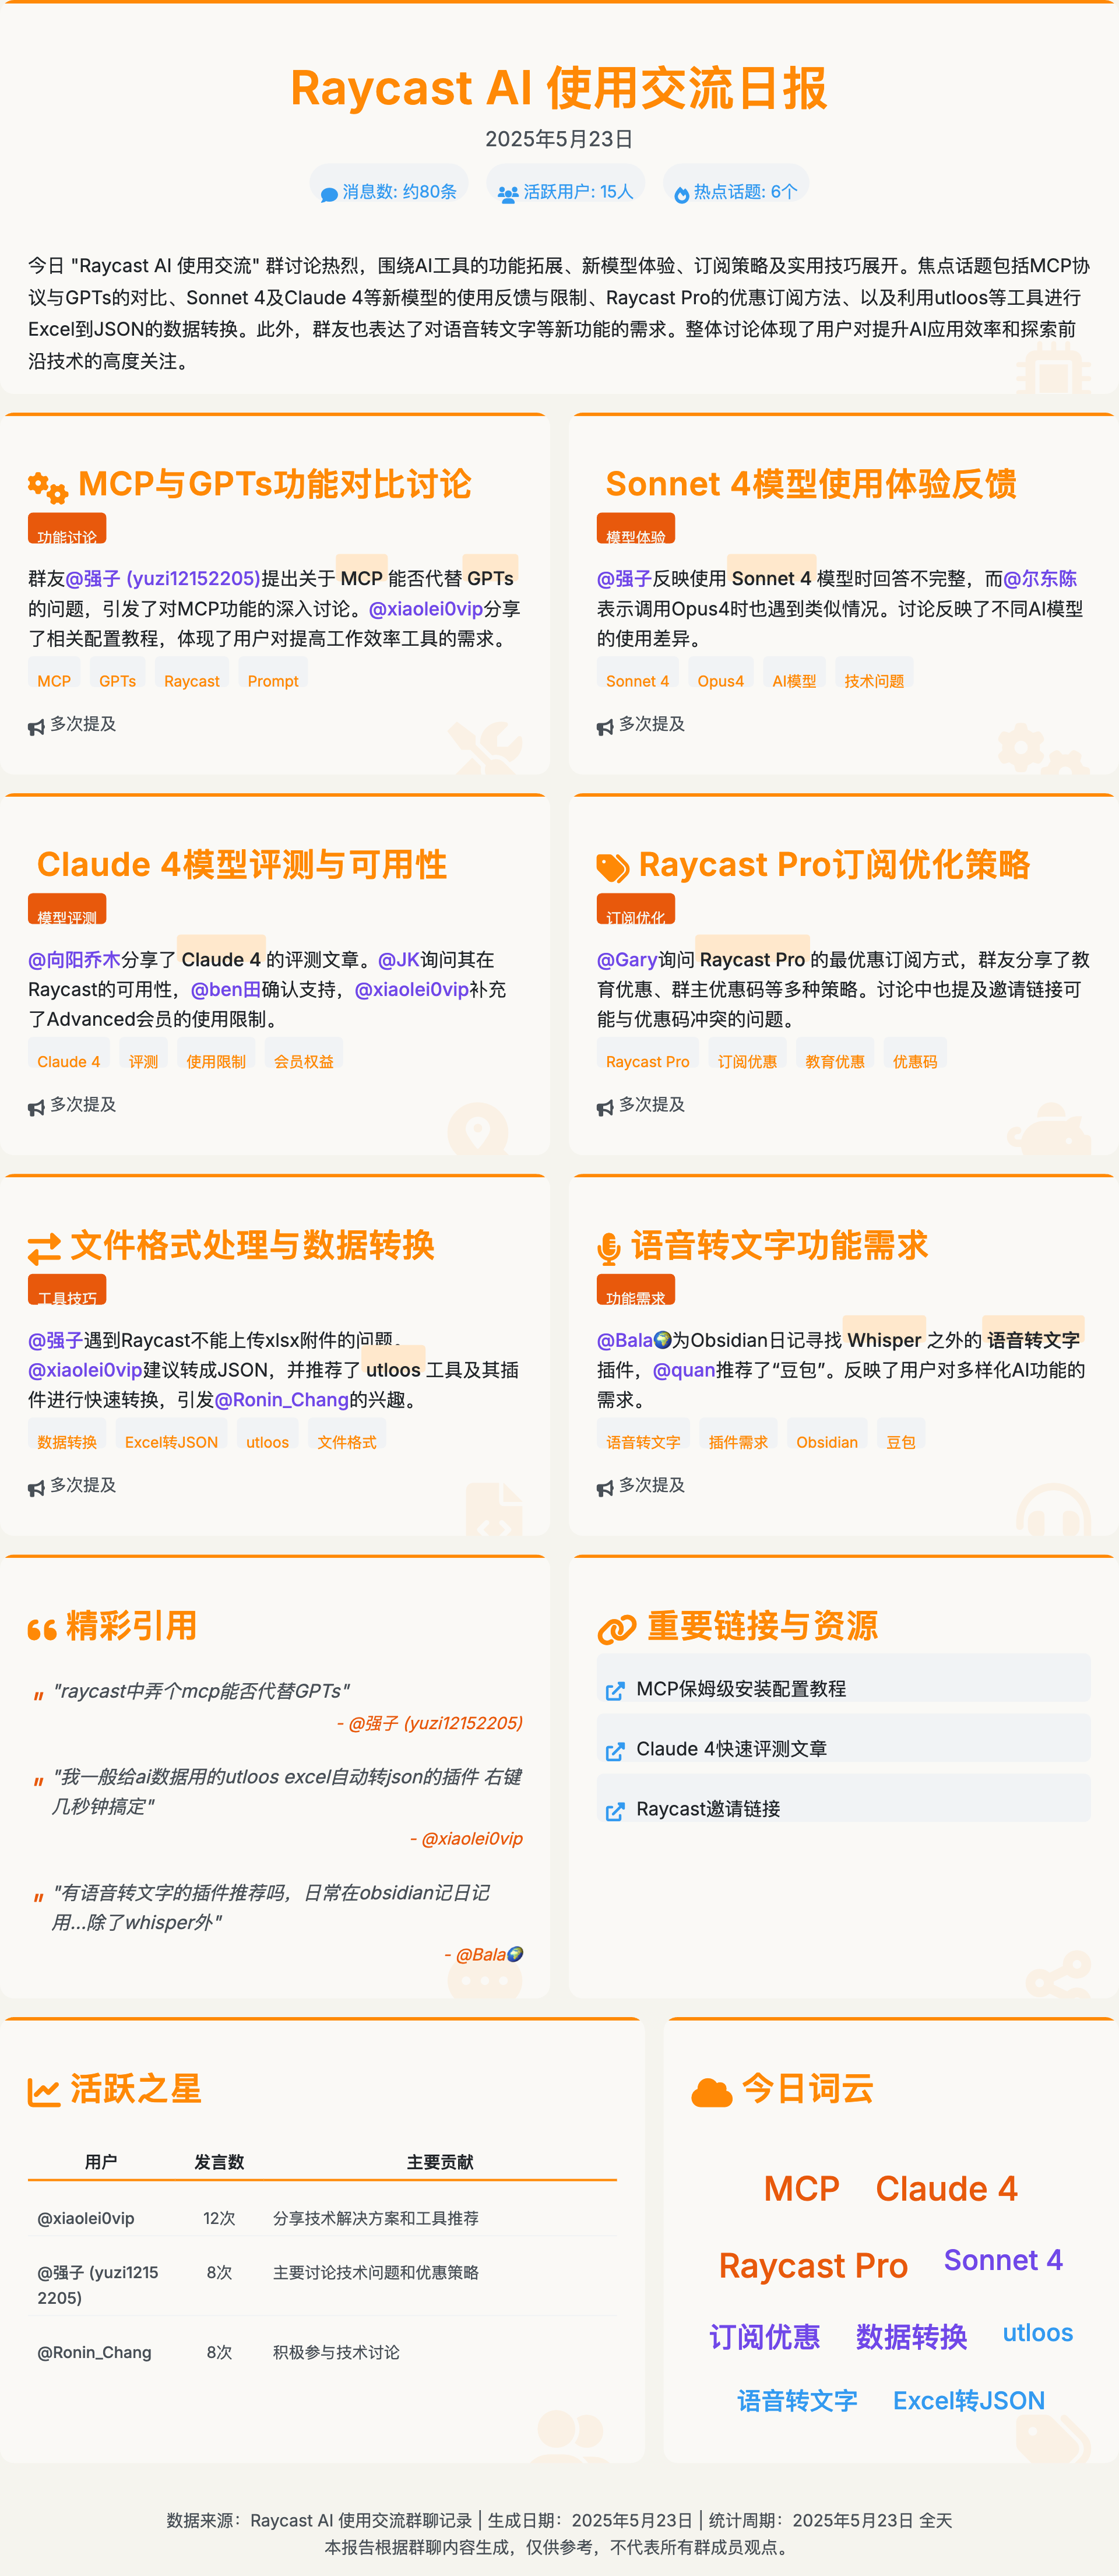 Raycast AI 使用交流日报
2025年5月23日
消息数: 约80条 活跃用户: 15人 热点话题: 6个
今日 "Raycast AI 使用交流" 群讨论热烈，围绕AI工具的功能拓展、新模型体验、订阅策略及实用技巧展开。焦点话题包括MCP协
议与GPTs的对比、Sonnet 4及Claude 4等新模型的使用反馈与限制、Raycast Pro的优惠订阅方法、以及利用utloos等工具进行
Excel到JSON的数据转换。此外，群友也表达了对语音转文字等新功能的需求。整体讨论体现了用户对提升AI应用效率和探索前
沿技术的高度关注。
MCP与GPTs功能对比讨论
功能讨论
群友@强子 (yuzi12152205)提出关于 MCP 能否代替 GPTs
的问题，引发了对MCP功能的深入讨论。@xiaolei0vip分享
了相关配置教程，体现了用户对提高工作效率工具的需求。
MCP GPTs Raycast Prompt
多次提及
Sonnet 4模型使用体验反馈
模型体验
@强子反映使用 Sonnet 4 模型时回答不完整，而@尔东陈
表示调用Opus4时也遇到类似情况。讨论反映了不同AI模型
的使用差异。
Sonnet 4 Opus4 AI模型 技术问题
多次提及
Claude 4模型评测与可用性
模型评测
@向阳乔木分享了 Claude 4 的评测文章。@JK询问其在
Raycast的可用性，@ben田确认支持，@xiaolei0vip补充
了Advanced会员的使用限制。
Claude 4 评测 使用限制 会员权益
多次提及
Raycast Pro订阅优化策略
订阅优化
@Gary询问 Raycast Pro 的最优惠订阅方式，群友分享了教
育优惠、群主优惠码等多种策略。讨论中也提及邀请链接可
能与优惠码冲突的问题。
Raycast Pro 订阅优惠 教育优惠 优惠码
多次提及
文件格式处理与数据转换
工具技巧
@强子遇到Raycast不能上传xlsx附件的问题。
@xiaolei0vip建议转成JSON，并推荐了 utloos 工具及其插
件进行快速转换，引发@Ronin_Chang的兴趣。
数据转换 Excel转JSON utloos 文件格式
多次提及
语音转文字功能需求
功能需求
@Bala🌍为Obsidian日记寻找 Whisper 之外的 语音转文字
插件，@quan推荐了“豆包”。反映了用户对多样化AI功能的
需求。
语音转文字 插件需求 Obsidian 豆包
多次提及
精彩引用
"raycast中弄个mcp能否代替GPTs"
- @强子 (yuzi12152205)
"我一般给ai数据用的utloos excel自动转json的插件 右键
几秒钟搞定"
- @xiaolei0vip
"有语音转文字的插件推荐吗，日常在obsidian记日记
用...除了whisper外"
- @Bala🌍
重要链接与资源
MCP保姆级安装配置教程
Claude 4快速评测文章
Raycast邀请链接
活跃之星
用户 发言数 主要贡献
@xiaolei0vip 12次 分享技术解决方案和工具推荐
@强子 (yuzi1215 8次 主要讨论技术问题和优惠策略
2205)
@Ronin_Chang 8次 积极参与技术讨论
今日词云
MCP Claude 4
Raycast Pro Sonnet 4
订阅优惠 数据转换 utloos
语音转文字 Excel转JSON
数据来源：Raycast AI 使用交流群聊记录 | 生成日期：2025年5月23日 | 统计周期：2025年5月23日 全天
本报告根据群聊内容生成，仅供参考，不代表所有群成员观点。